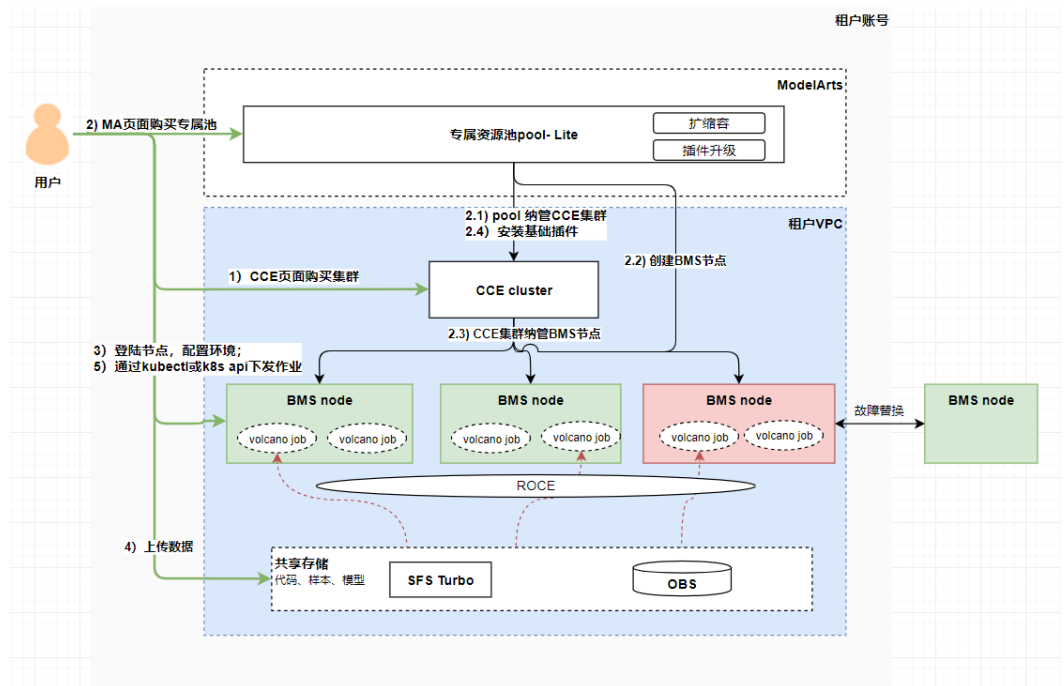 租户账号
ModelArts
2) MA页面购买专属池
专属资源池pool- Lite
扩缩容
插件升级
用户
2.1) pool 纳管CCE集群
2.4）安装基础插件
租户VPC
2.2) 创建BMS节点
1）CCE页面购买集群
CCE cluster
2.3) CCE集群纳管BMS节点
3）登陆节点，配置环境；
5）通过kubectl或k8s api下发作业
BMS node
volcano job
volcano job
BMS node
volcano job
volcano job
BMS node
volcano job
volcano job
故障替换
BMS node
ROCE
4）上传数据
共享存储
代码、样本、模型
SFS Turbo
OBS